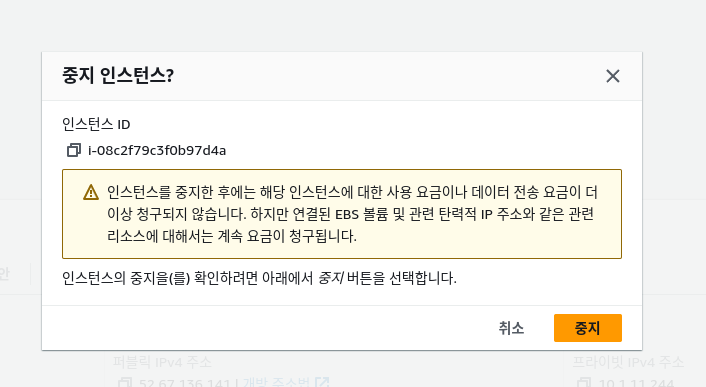 중지 인스턴스?
인스턴스 ID
i-08c2f79c3f0b97d4a
인스턴스를 중지한 후에는 해당 인스턴스에 대한 사용 요금이나 데이터 전송 요금이 더
이상 청구되지 않습니다. 하지만 연결된 EBS 볼륨 및 관련 탄력적 IP 주소와 같은 관련
리소스에 대해서는 계속 요금이 청구됩니다.
인스턴스의 중지을(를) 확인하려면 아래에서 중지 버튼을 선택합니다.
취소 중지
안
퍼블릭 IPv4 주소 프라이빗 IPv4 주소
52.67.136.141 | 개방 주소법 10.1.11.244